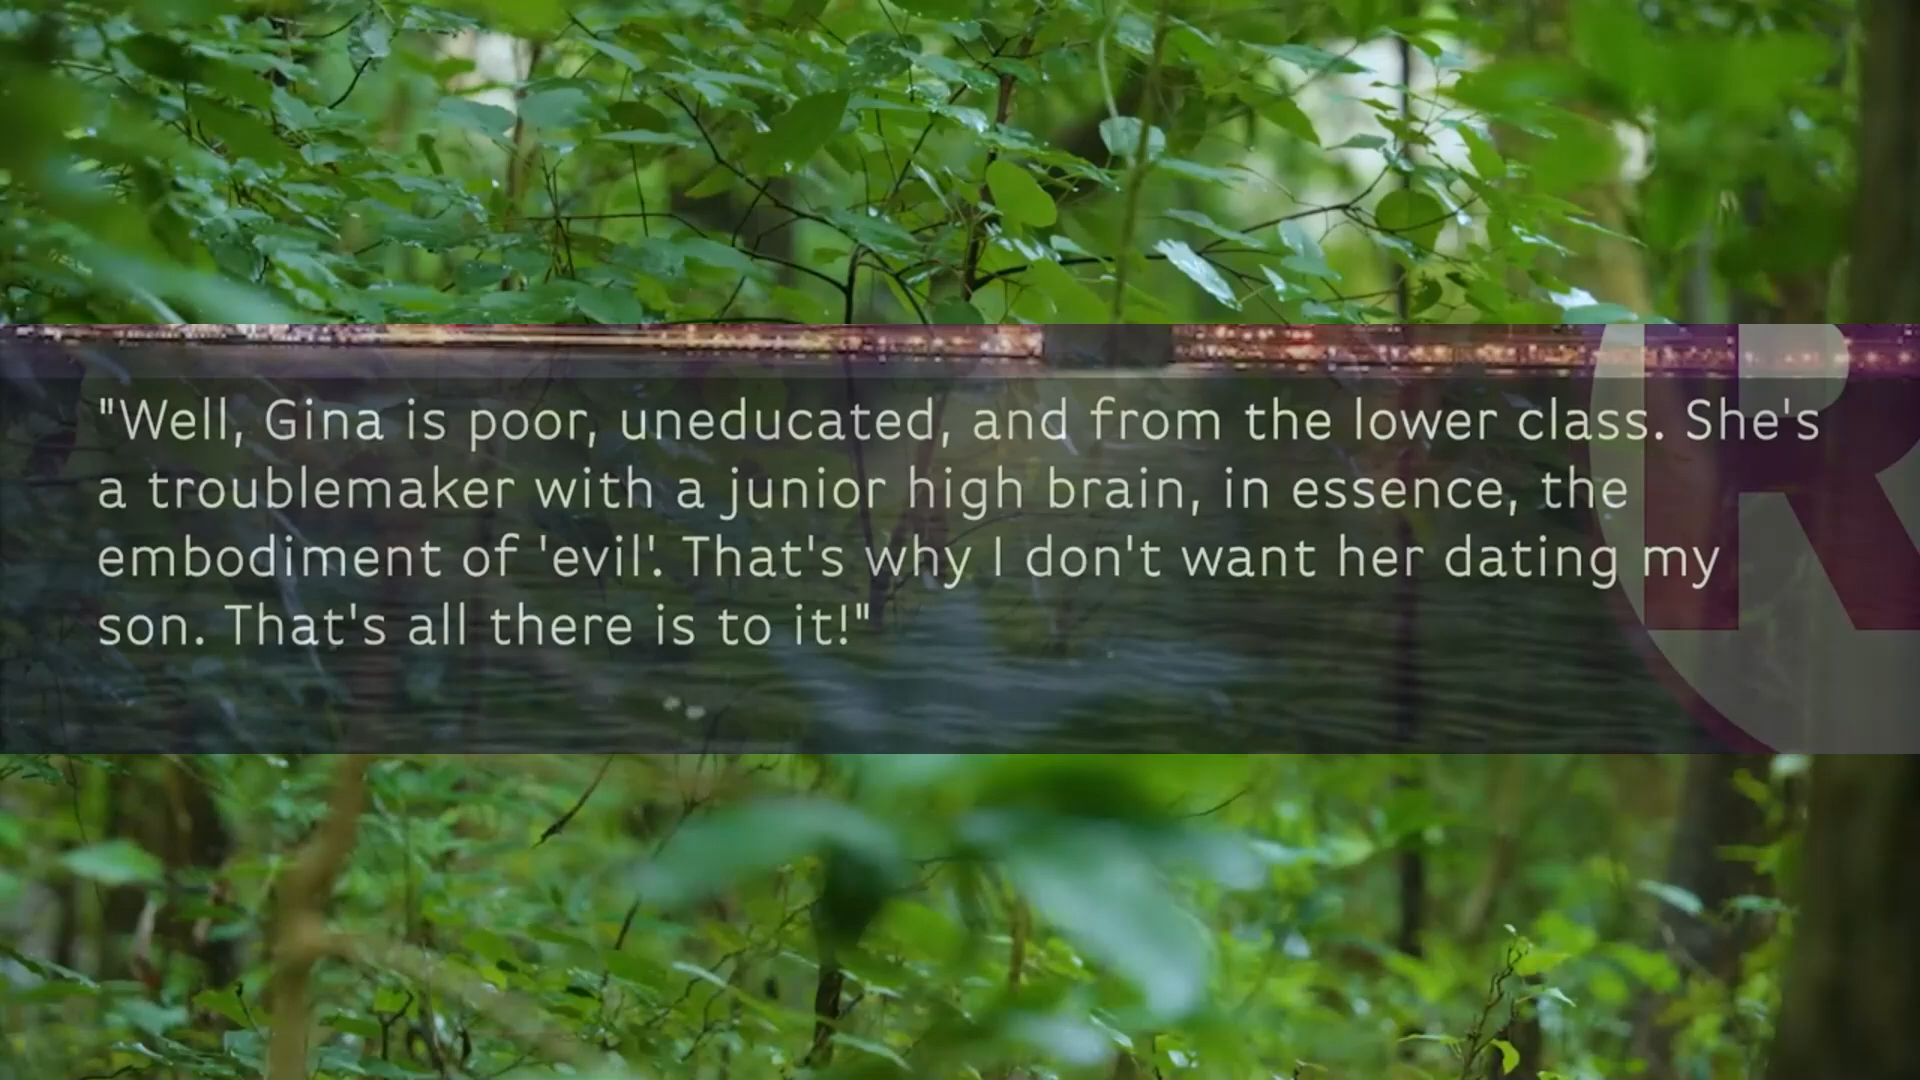 "Well, Gina is poor, uneducated, and from the lower class. She's
a troublemaker with a junior high brain, in essence, the
embodiment of 'evil'. That's why I don't want her dating my
son. That's all there is to it!"
R